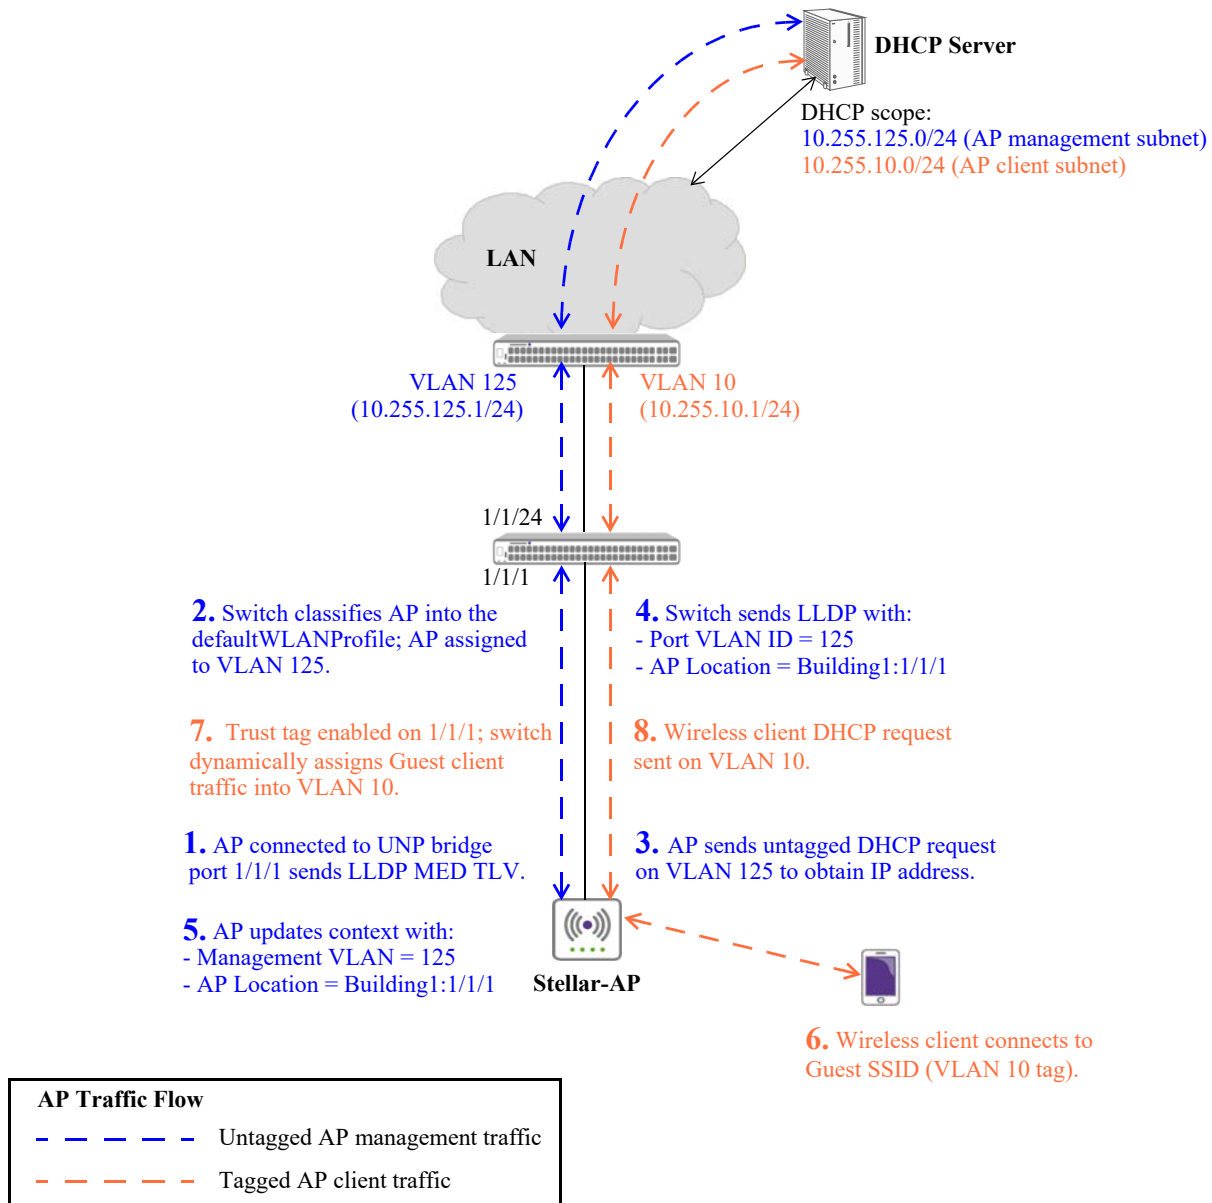 DHCP Server
DHCP scope:
10.255.125.0/24 (AP management subnet)
10.255.10.0/24 (AP client subnet)
LAN
VLAN 125
(10.255.125.1/24)
VLAN 10
(10.255.10.1/24)
1/1/24
1/1/1
2. Switch classifies AP into the
defaultWLANProfile; AP assigned
to VLAN 125.
4. Switch sends LLDP with:
- Port VLAN ID = 125
- AP Location = Building1:1/1/1
7. Trust tag enabled on 1/1/1; switch
dynamically assigns Guest client
traffic into VLAN 10.
8. Wireless client DHCP request
sent on VLAN 10.
1. AP connected to UNP bridge
port 1/1/1 sends LLDP MED TLV.
3. AP sends untagged DHCP request
on VLAN 125 to obtain IP address.
5. AP updates context with:
- Management VLAN = 125
- AP Location = Building1:1/1/1
Stellar-AP
6. Wireless client connects to
Guest SSID (VLAN 10 tag).
AP Traffic Flow
Untagged AP management traffic
Tagged AP client traffic